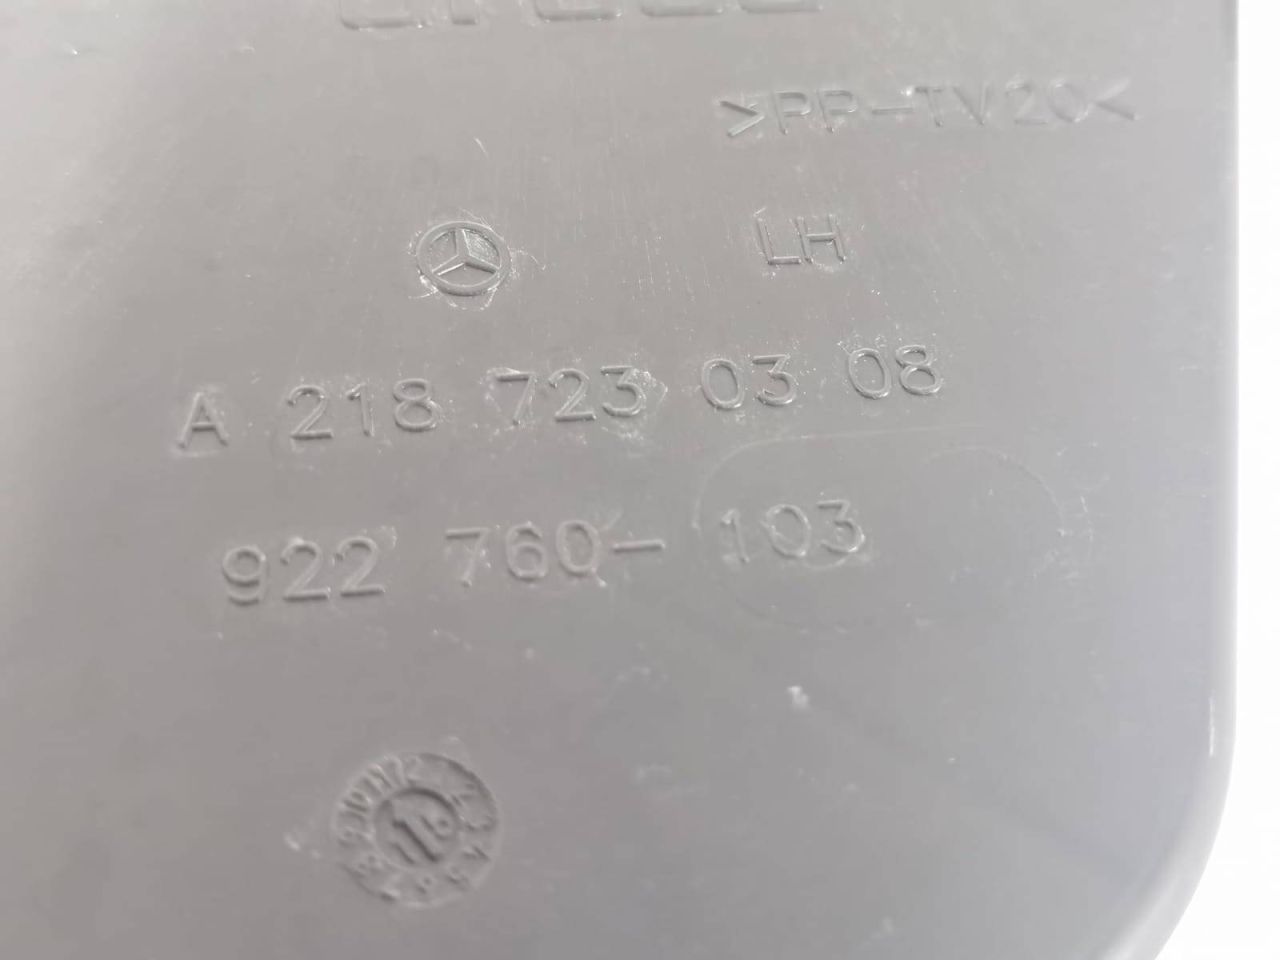 >PP-TV20<
LH
A 218 723 03 08
922 760-103